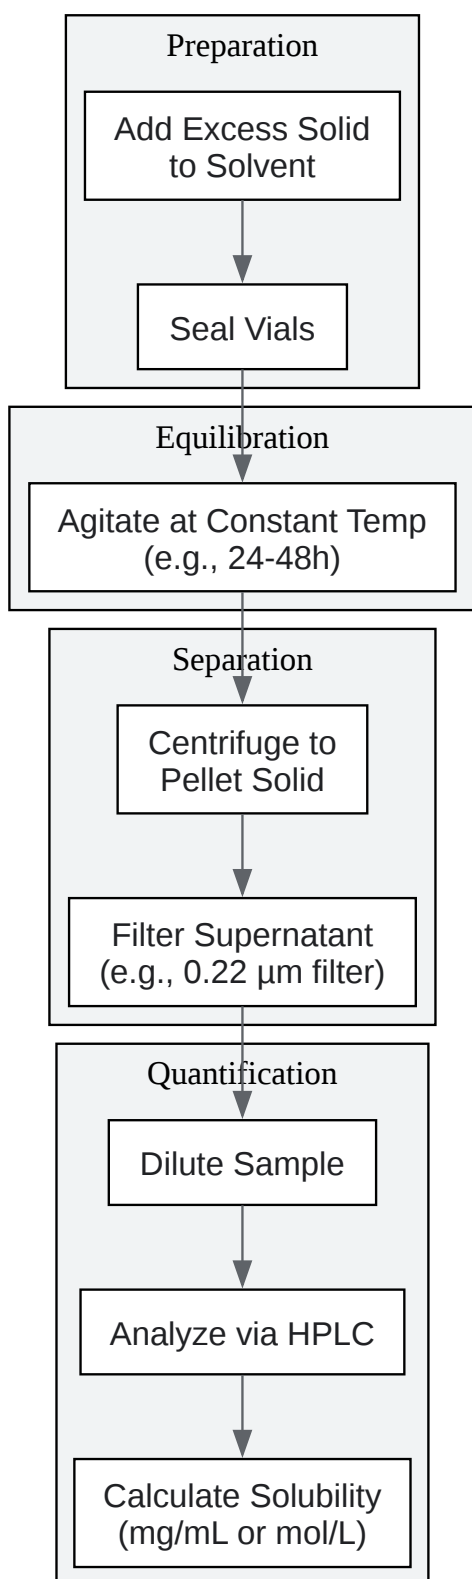 Preparation
Add Excess Solid
to Solvent
Seal Vials
Equilibration
Agitate at Constant Temp
(e.g., 24-48h)
Separation
Centrifuge to
Pellet Solid
Filter Supernatant
(e.g., 0.22 µm filter)
Quantification
Dilute Sample
Analyze via HPLC
Calculate Solubility
(mg/mL or mol/L)